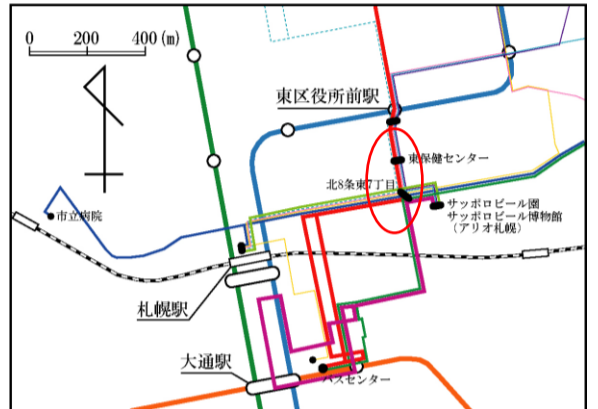 0 200 400 (m)
東区役所前駅
東保健センター
北8条東7丁目
サッポロビール園
サッポロビール博物館
(アリオ札幌)
市立病院
札幌駅
大通駅
バスセンター